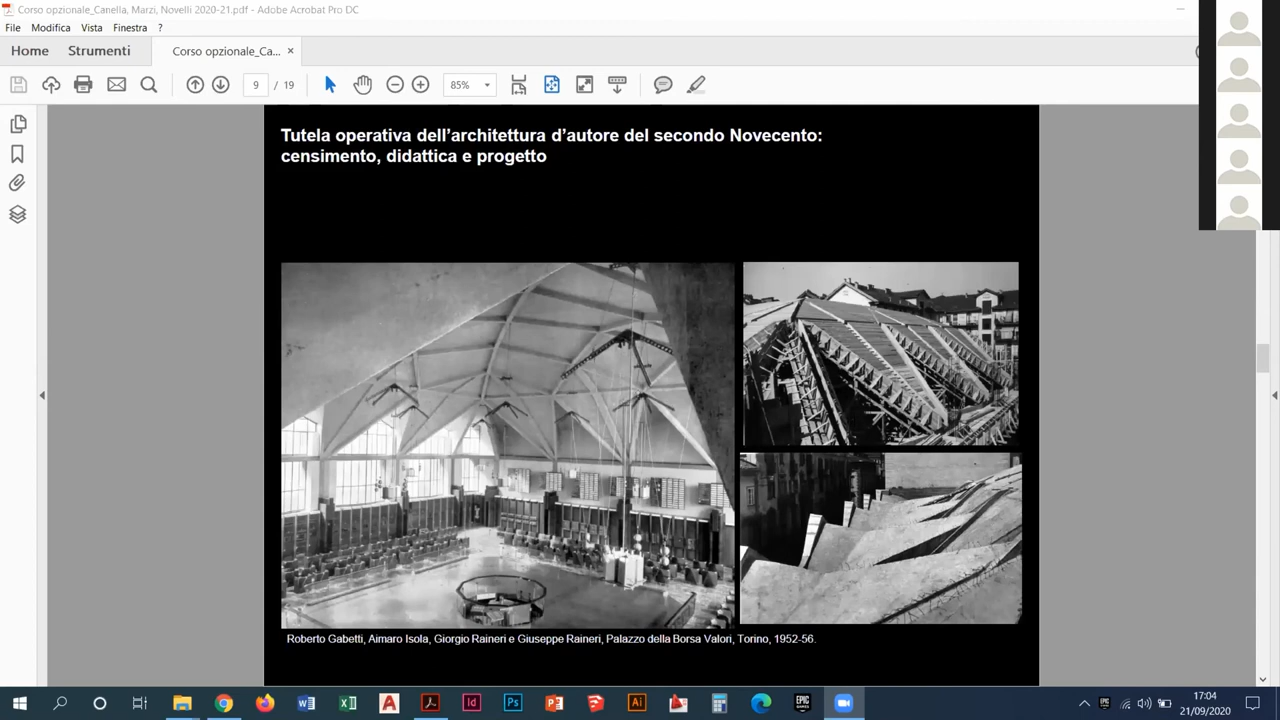 Corso opzionale_Canella, Marzi, Novelli 2020-21.pdf - Adobe Acrobat Pro DC
File Modifica Vista Finestra ?
Home Strumenti Corso opzionale_Ca... ×
9 / 19 85%
Tutela operativa dell'architettura d'autore del secondo Novecento:
censimento, didattica e progetto
Roberto Gabetti, Aimaro Isola, Giorgio Raineri e Giuseppe Raineri, Palazzo della Borsa Valori, Torino, 1952-56.
17:04
21/09/2020